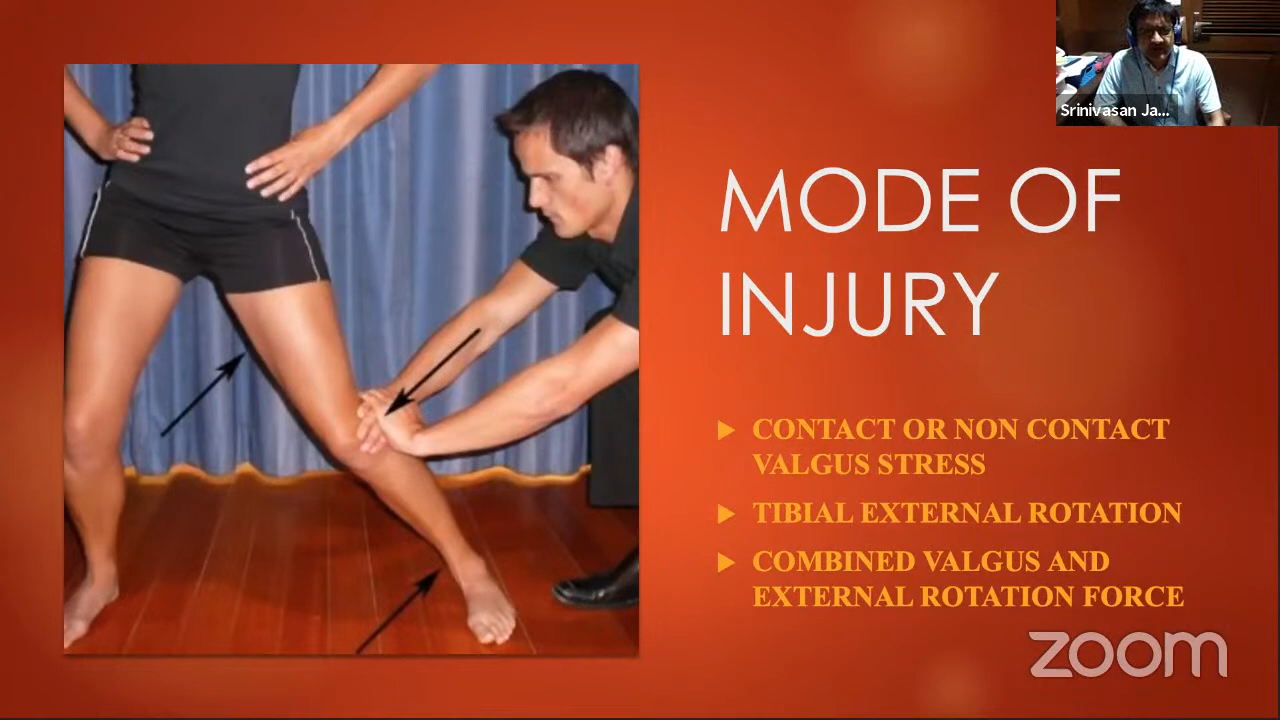 Srinivasan Ja...
MODE OF
INJURY
CONTACT OR NON CONTACT
VALGUS STRESS
TIBIAL EXTERNAL ROTATION
COMBINED VALGUS AND
EXTERNAL ROTATION FORCE
zoom